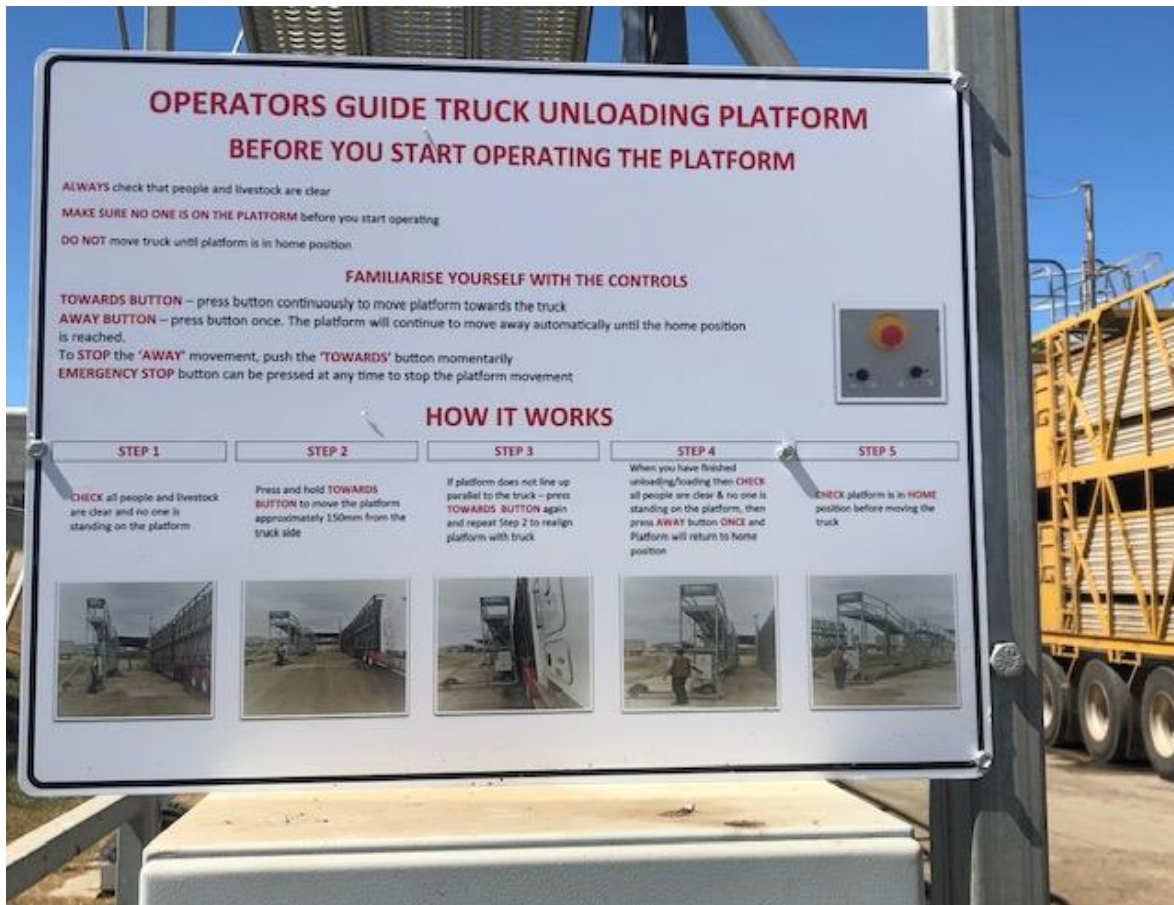 OPERATORS GUIDE TRUCK UNLOADING PLATFORM
BEFORE YOU START OPERATING THE PLATFORM
ALWAYS check that people and livestock are clear
MAKE SURE NO ONE IS ON THE PLATFORM before you start operating
DO NOT move truck until platform is in home position
FAMILIARISE YOURSELF WITH THE CONTROLS
TOWARDS BUTTON – press button continuously to move platform towards the truck
AWAY BUTTON – press button once. The platform will continue to move away automatically until the home position
is reached.
To STOP the ‘AWAY’ movement, push the ‘TOWARDS’ button momentarily
EMERGENCY STOP button can be pressed at any time to stop the platform movement
HOW IT WORKS
STEP 1
CHECK all people and livestock
are clear and no one is
standing on the platform
STEP 2
Press and hold TOWARDS
BUTTON to move the platform
approximately 150mm from the
truck side
STEP 3
If platform does not line up
parallel to the truck – press
TOWARDS BUTTON again
and repeat Step 2 to realign
platform with truck
STEP 4
When you have finished
unloading/loading then CHECK
all people are clear & no one is
standing on the platform, then
press AWAY button ONCE and
Platform will return to home
position
STEP 5
CHECK platform is in HOME
position before moving the
truck